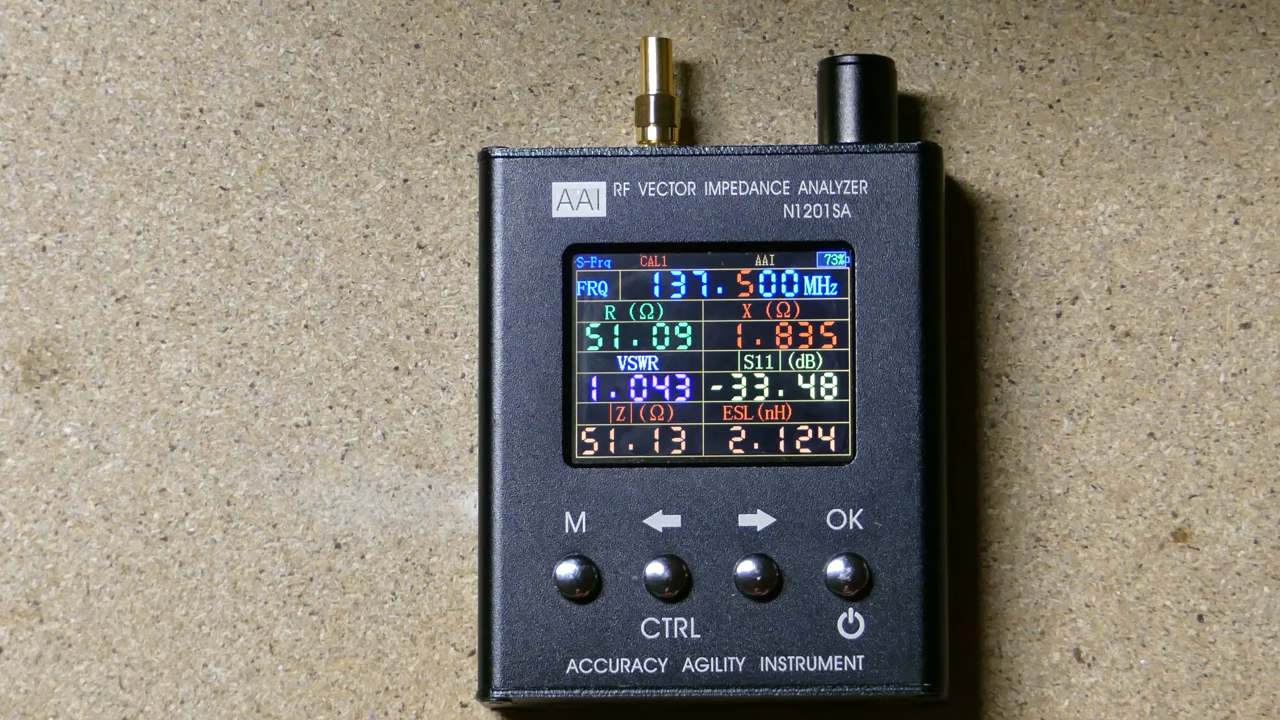 AAI RF VECTOR IMPEDANCE ANALYZER
N1201SA
S-Frq CAL1 AAI 73%
FRQ 137.500 MHz
R (Ω) X (Ω)
51.09 1.835
VSWR |S11|(dB)
1.043 -33.48
|Z|(Ω) ESL(nH)
51.13 2.124
M OK
CTRL
ACCURACY AGILITY INSTRUMENT